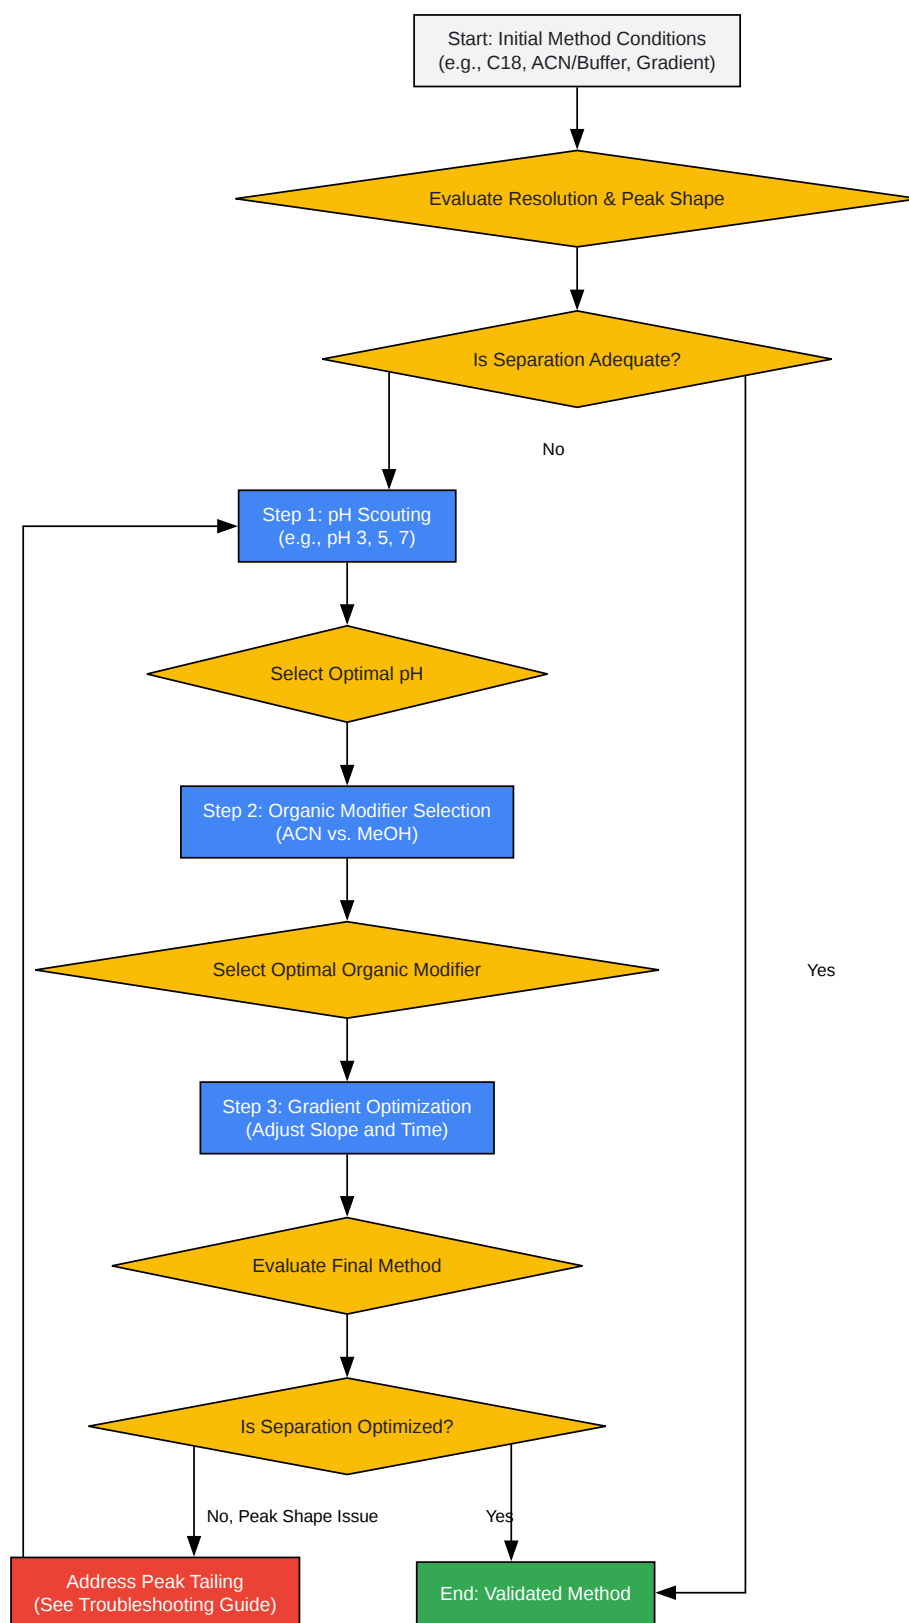 Start: Initial Method Conditions
(e.g., C18, ACN/Buffer, Gradient)
Evaluate Resolution & Peak Shape
Is Separation Adequate?
No
Step 1: pH Scouting
(e.g., pH 3, 5, 7)
Select Optimal pH
Step 2: Organic Modifier Selection
(ACN vs. MeOH)
Select Optimal Organic Modifier
Yes
Step 3: Gradient Optimization
(Adjust Slope and Time)
Evaluate Final Method
Is Separation Optimized?
No, Peak Shape Issue
Yes
Address Peak Tailing
(See Troubleshooting Guide)
End: Validated Method